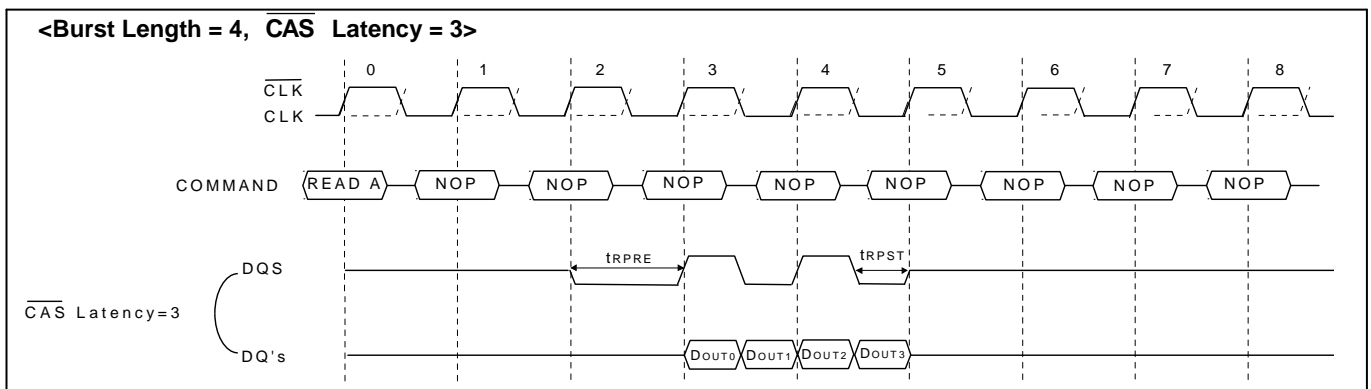 <Burst Length = 4, CAS Latency = 3>
0 1 2 3 4 5 6 7 8
CLK
CLK
COMMAND READ A NOP NOP NOP NOP NOP NOP NOP NOP
DQS tRPRE tRPST
CAS Latency=3
DQ's DOUT0 DOUT1 DOUT2 DOUT3